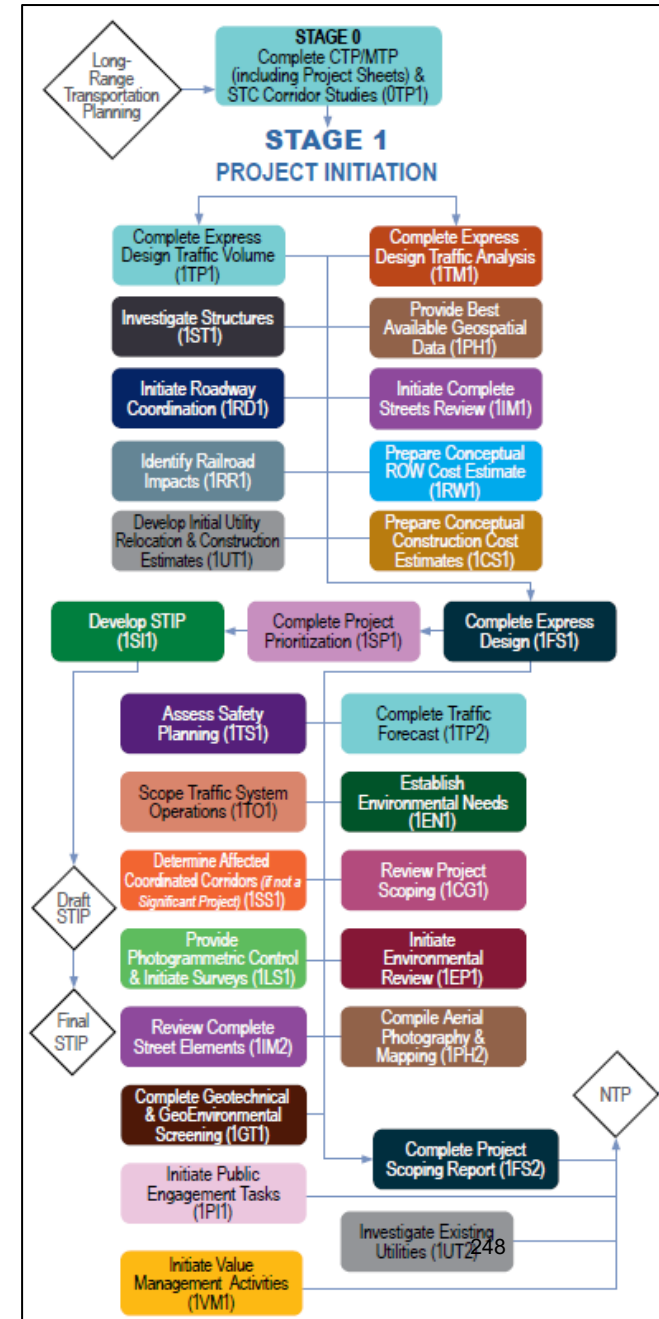 Long-
Range
Transportation
Planning
STAGE 0
Complete CTP/MTP
(including Project Sheets) &
STC Corridor Studies (0TP1)
STAGE 1
PROJECT INITIATION
Complete Express
Design Traffic Volume
(1TP1)
Complete Express
Design Traffic Analysis
(1TM1)
Investigate Structures
(1ST1)
Provide Best
Available Geospatial
Data (1PH1)
Initiate Roadway
Coordination (1RD1)
Initiate Complete
Streets Review (1IM1)
Identify Railroad
Impacts (1RR1)
Prepare Conceptual
ROW Cost Estimate
(1RW1)
Develop Initial Utility
Relocation & Construction
Estimates (1UT1)
Prepare Conceptual
Construction Cost
Estimates (1CS1)
Develop STIP
(1SI1)
Complete Project
Prioritization (1SP1)
Complete Express
Design (1FS1)
Assess Safety
Planning (1TS1)
Complete Traffic
Forecast (1TP2)
Scope Traffic System
Operations (1TO1)
Establish
Environmental Needs
(1EN1)
Determine Affected
Coordinated Corridors (if not a
Significant Project) (1SS1)
Review Project
Scoping (1CG1)
Draft
STIP
Provide
Photogrammetric Control
& Initiate Surveys (1LS1)
Initiate
Environmental
Review (1EP1)
Final
STIP
Review Complete
Street Elements (1IM2)
Compile Aerial
Photography &
Mapping (1PH2)
Complete Geotechnical
& GeoEnvironmental
Screening (1GT1)
NTP
Complete Project
Scoping Report (1FS2)
Initiate Public
Engagement Tasks
(1PI1)
Investigate Existing
Utilities (1UT2)
248
Initiate Value
Management Activities
(1VM1)